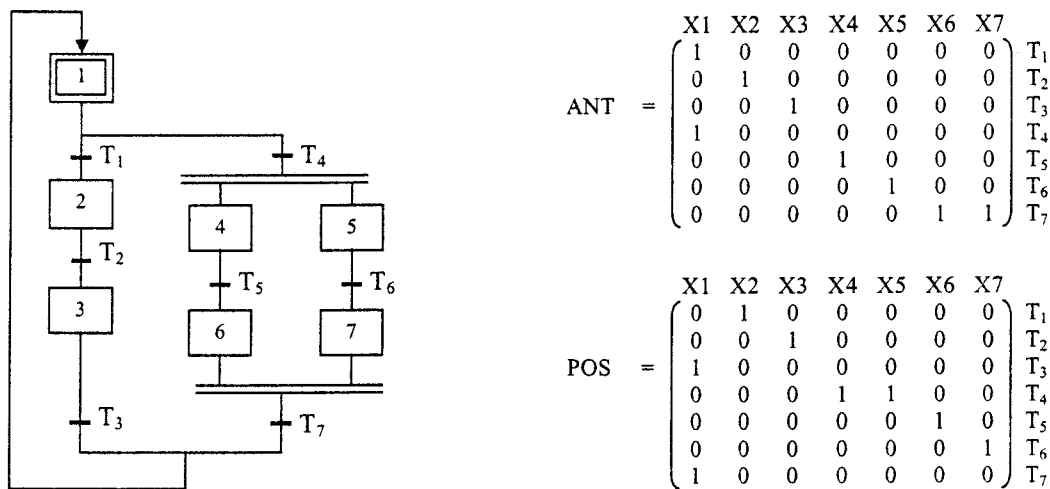 1
T1
T4
2
4
5
T2
T5
T6
3
6
7
T3
T7
X1 X2 X3 X4 X5 X6 X7
1 0 0 0 0 0 0 T1
0 1 0 0 0 0 0 T2
ANT = 0 0 1 0 0 0 0 T3
1 0 0 0 0 0 0 T4
0 0 0 1 0 0 0 T5
0 0 0 0 1 0 0 T6
0 0 0 0 0 1 1 T7
X1 X2 X3 X4 X5 X6 X7
0 1 0 0 0 0 0 T1
0 0 1 0 0 0 0 T2
POS = 1 0 0 0 0 0 0 T3
0 0 0 1 1 0 0 T4
0 0 0 0 0 1 0 T5
0 0 0 0 0 0 1 T6
1 0 0 0 0 0 0 T7